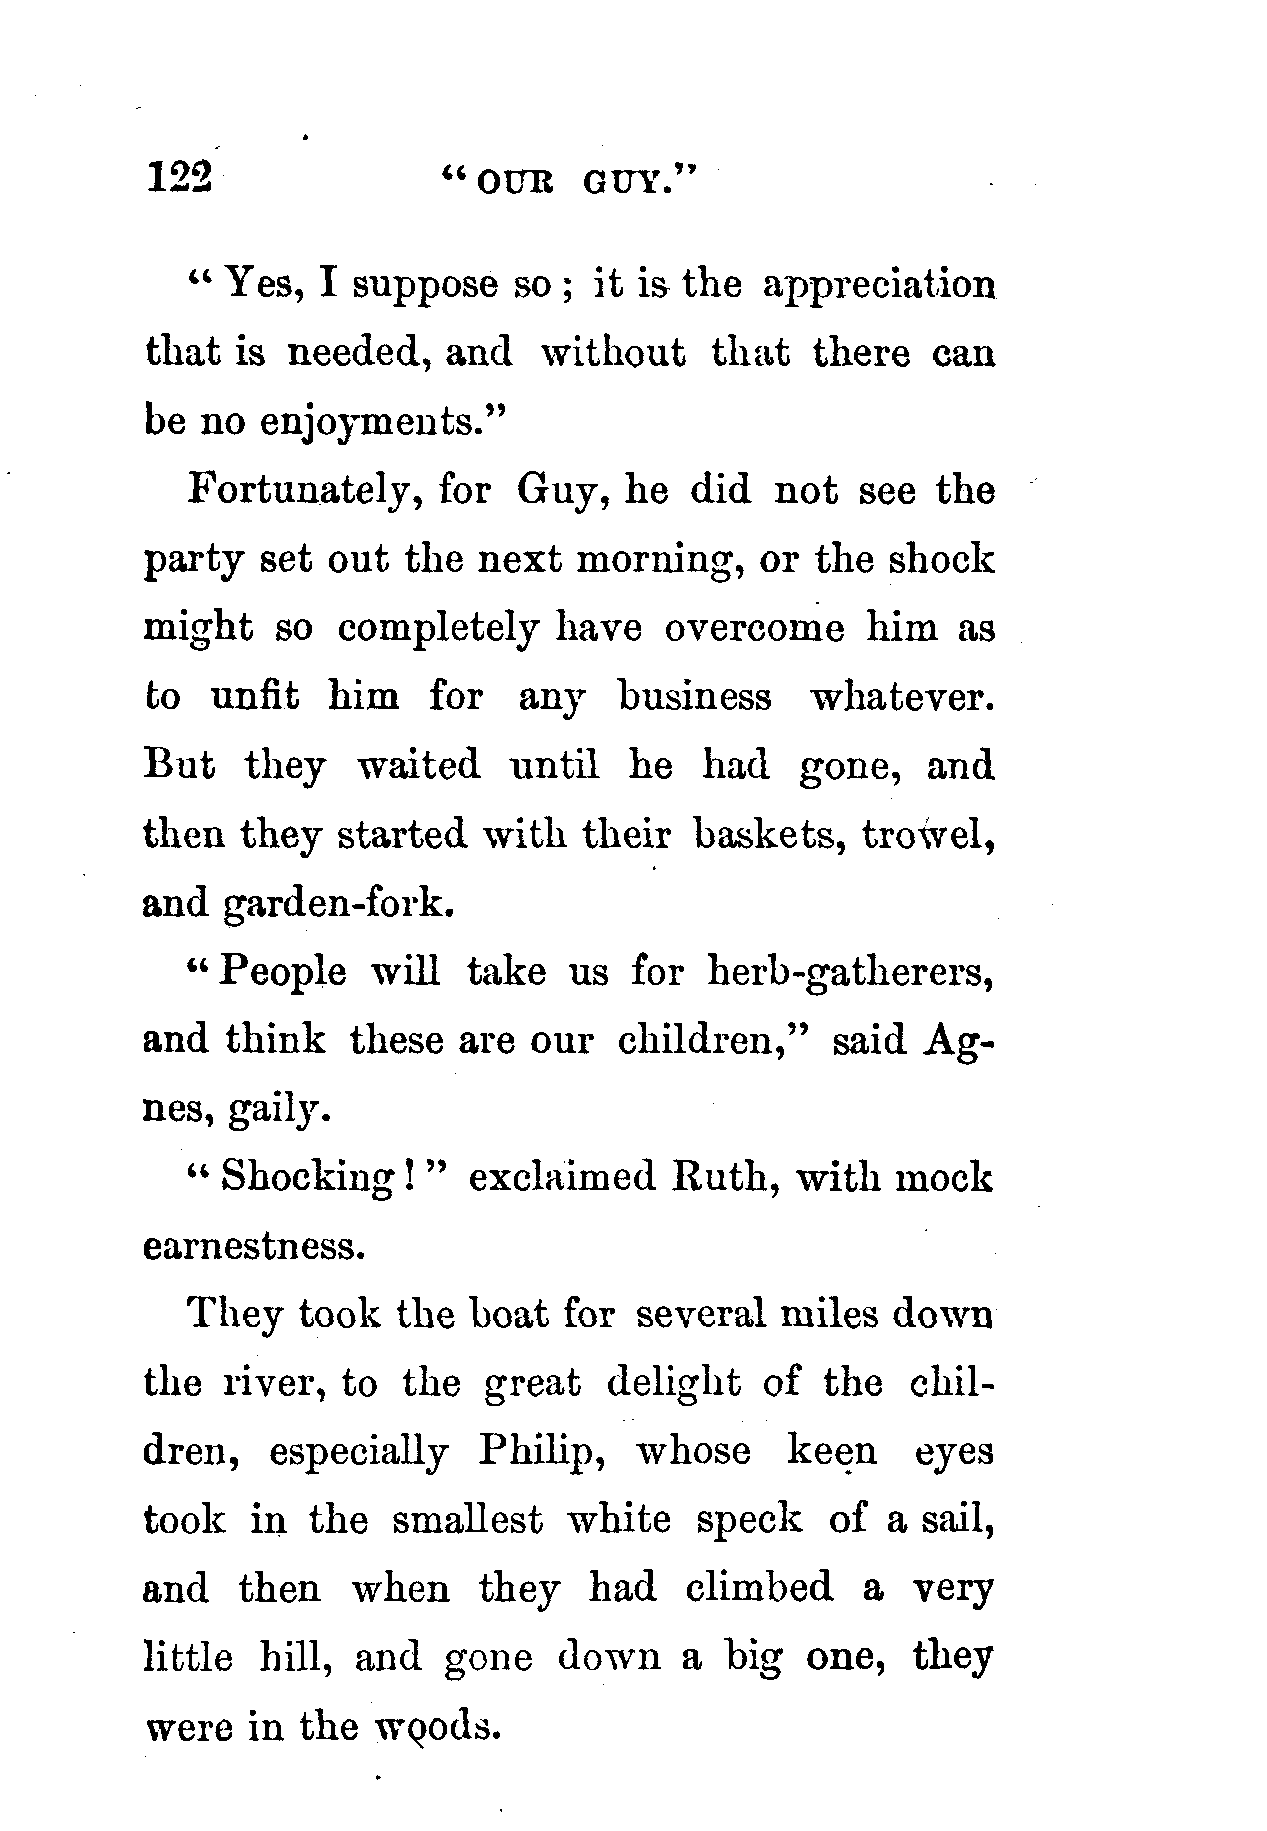 122 "OUR GUY."
"Yes, I suppose so; it is the appreciation
that is needed, and without that there can
be no enjoyments."
Fortunately, for Guy, he did not see the
party set out the next morning, or the shock
might so completely have overcome him as
to unfit him for any business whatever.
But they waited until he had gone, and
then they started with their baskets, trowel,
and garden-fork.
"People will take us for herb-gatherers,
and think these are our children," said Ag-
nes, gaily.
"Shocking!" exclaimed Ruth, with mock
earnestness.
They took the boat for several miles down
the river, to the great delight of the chil-
dren, especially Philip, whose keen eyes
took in the smallest white speck of a sail,
and then when they had climbed a very
little hill, and gone down a big one, they
were in the woods.